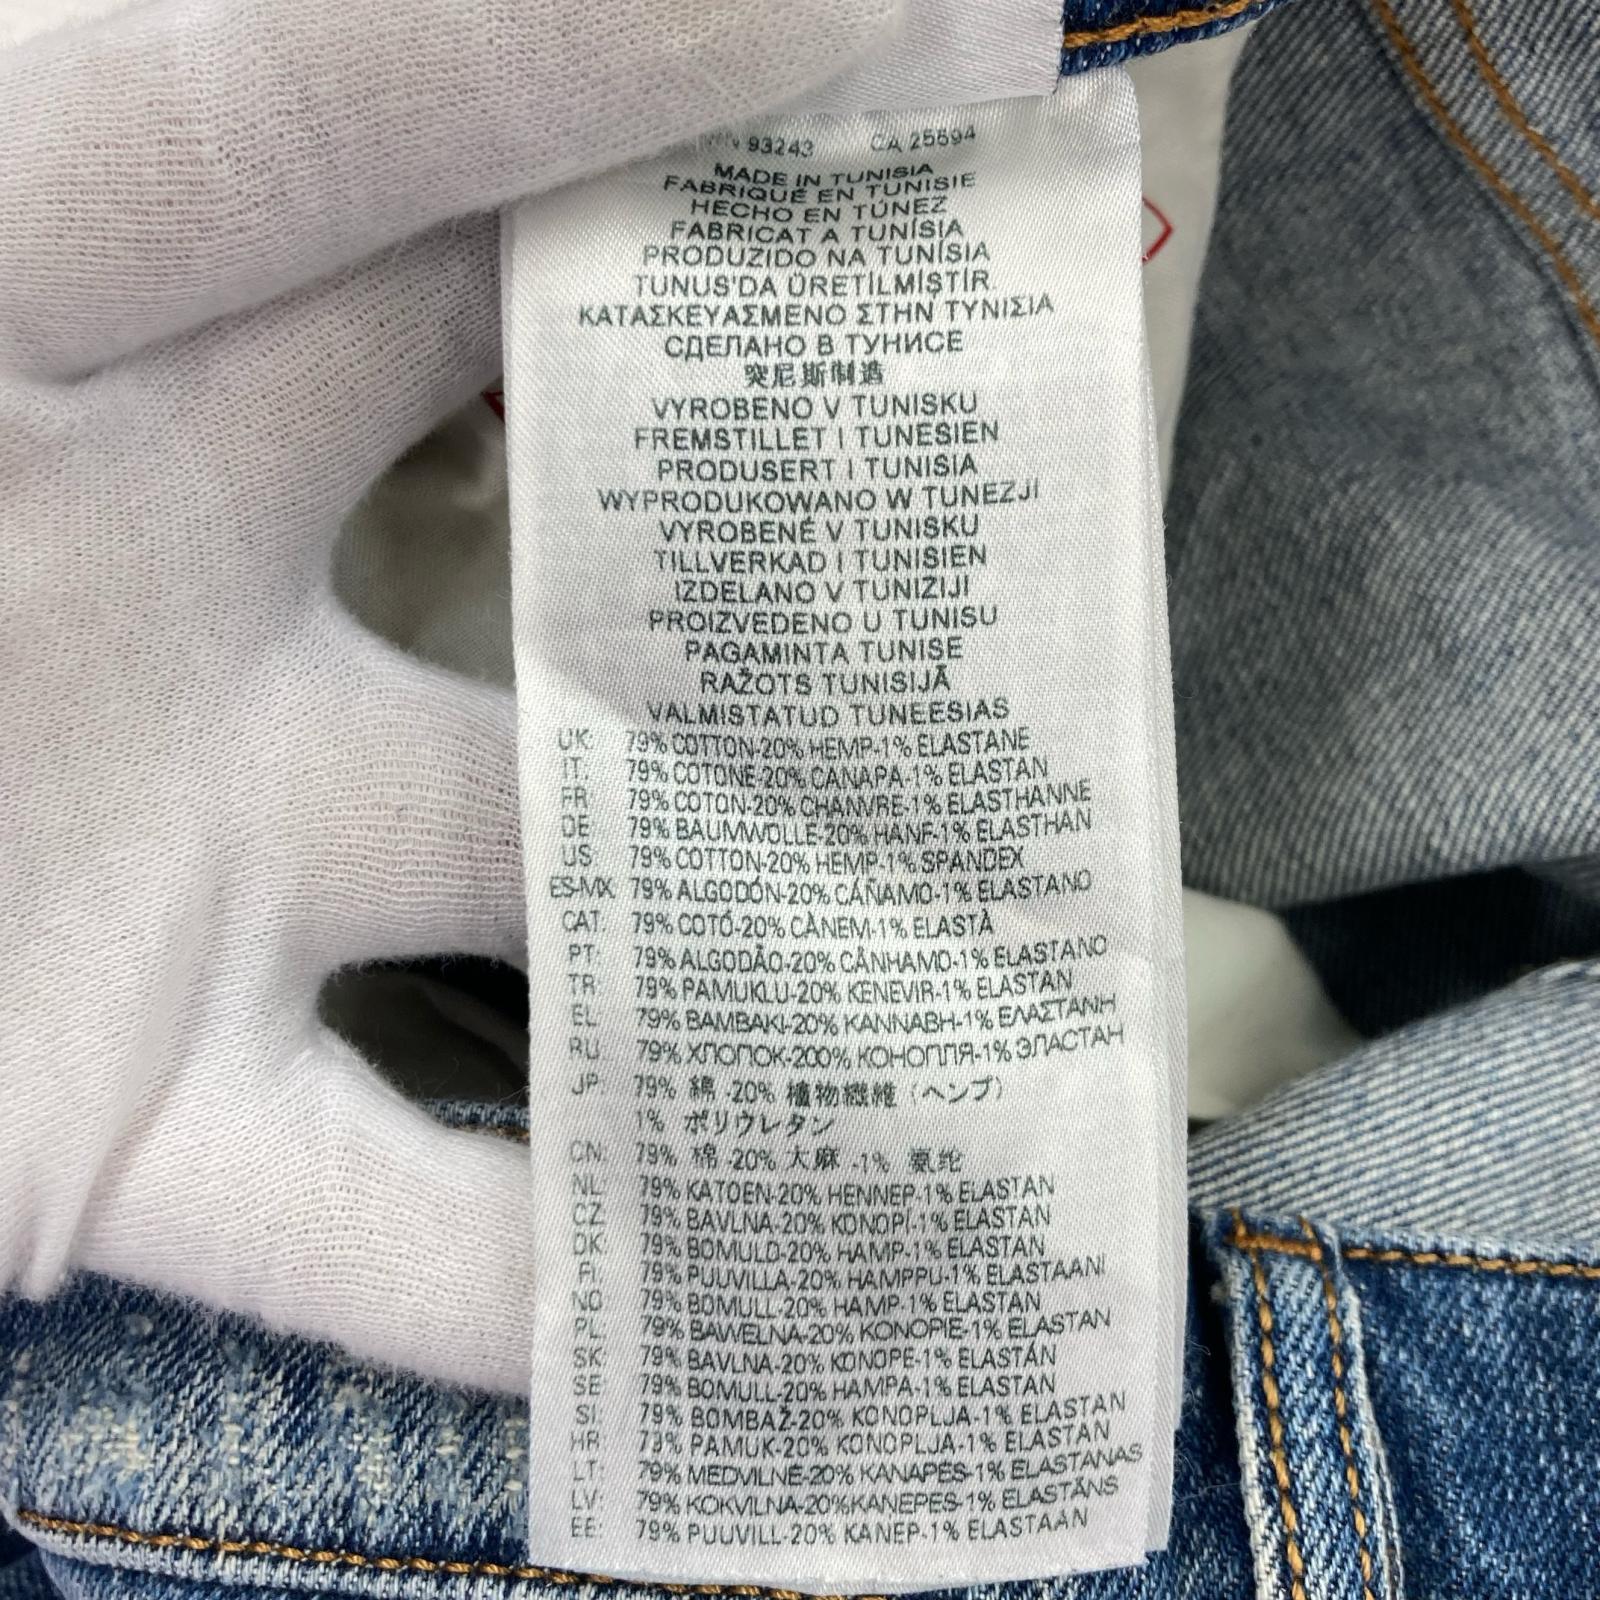 93243 CA 25594
MADE IN TUNISIA
FABRIQUÉ EN TUNISIE
HECHO EN TÚNEZ
FABRICAT A TUNÍSIA
PRODUZIDO NA TUNÍSIA
TUNUS'DA ÜRETİLMİŞTİR
ΚΑΤΑΣΚΕΥΑΣΜΕΝΟ ΣΤΗΝ ΤΥΝΙΣΙΑ
СДЕЛАНО В ТУНИСЕ
突尼斯制造
VYROBENO V TUNISKU
FREMSTILLET I TUNESIEN
PRODUSERT I TUNISIA
WYPRODUKOWANO W TUNEZJI
VYROBENÉ V TUNISKU
TILLVERKAD I TUNISIEN
IZDELANO V TUNIZIJI
PROIZVEDENO U TUNISU
PAGAMINTA TUNISE
RAŽOTS TUNISIJĀ
VALMISTATUD TUNEESIAS
UK: 79% COTTON-20% HEMP-1% ELASTANE
IT: 79% COTONE-20% CANAPA-1% ELASTAN
FR: 79% COTON-20% CHANVRE-1% ELASTHANNE
DE: 79% BAUMWOLLE-20% HANF-1% ELASTHAN
US: 79% COTTON-20% HEMP-1% SPANDEX
ES-MX: 79% ALGODÓN-20% CÁÑAMO-1% ELASTANO
CAT: 79% COTÓ-20% CÀNEM-1% ELASTÀ
PT: 79% ALGODÃO-20% CÂNHAMO-1% ELASTANO
TR: 79% PAMUKLU-20% KENEVIR-1% ELASTAN
EL: 79% ΒΑΜΒΑΚΙ-20% ΚΑΝΝΑΒΗ-1% ΕΛΑΣΤΑΝΗ
RU: 79% ХЛОПОК-200% КОНОПЛЯ-1% ЭЛАСТАН
JP: 79% 綿 -20% 植物繊維 (ヘンプ)
1% ポリウレタン
CN: 79% 棉 -20% 大麻 -1% 氨纶
NL: 79% KATOEN-20% HENNEP-1% ELASTAN
CZ: 79% BAVLNA-20% KONOPÍ-1% ELASTAN
DK: 79% BOMULD-20% HAMP-1% ELASTAN
FI: 79% PUUVILLA-20% HAMPPU-1% ELASTAANI
NO: 79% BOMULL-20% HAMP-1% ELASTAN
PL: 79% BAWELNA-20% KONOPIE-1% ELASTAN
SK: 79% BAVLNA-20% KONOPE-1% ELASTÁN
SE: 79% BOMULL-20% HAMPA-1% ELASTAN
SI: 79% BOMBAŽ-20% KONOPLJA-1% ELASTAN
HR: 73% PAMUK-20% KONOPLJA-1% ELASTAN
LT: 79% MEDVILNĖ-20% KANAPĖS-1% ELASTANAS
LV: 79% KOKVILNA-20%KANEPES-1% ELASTĀNS
EE: 79% PUUVILL-20% KANEP-1% ELASTAAN